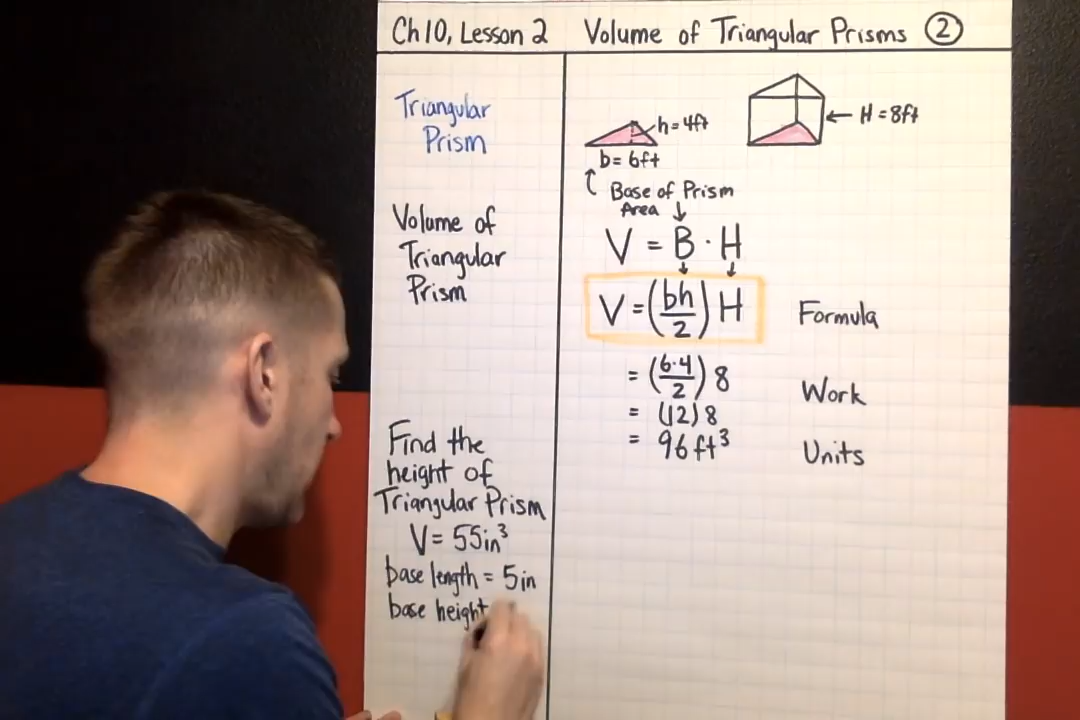 Ch 10, Lesson 2 Volume of Triangular Prisms ②
Triangular
Prism
h = 4ft
b = 6ft
← H = 8ft
Base of Prism
Area ↓
Volume of
Triangular
Prism
V = B · H
V = (bh/2) H Formula
= (6·4/2) 8 Work
= (12) 8
= 96 ft³ Units
Find the
height of
Triangular Prism
V = 55in³
base length = 5in
base height